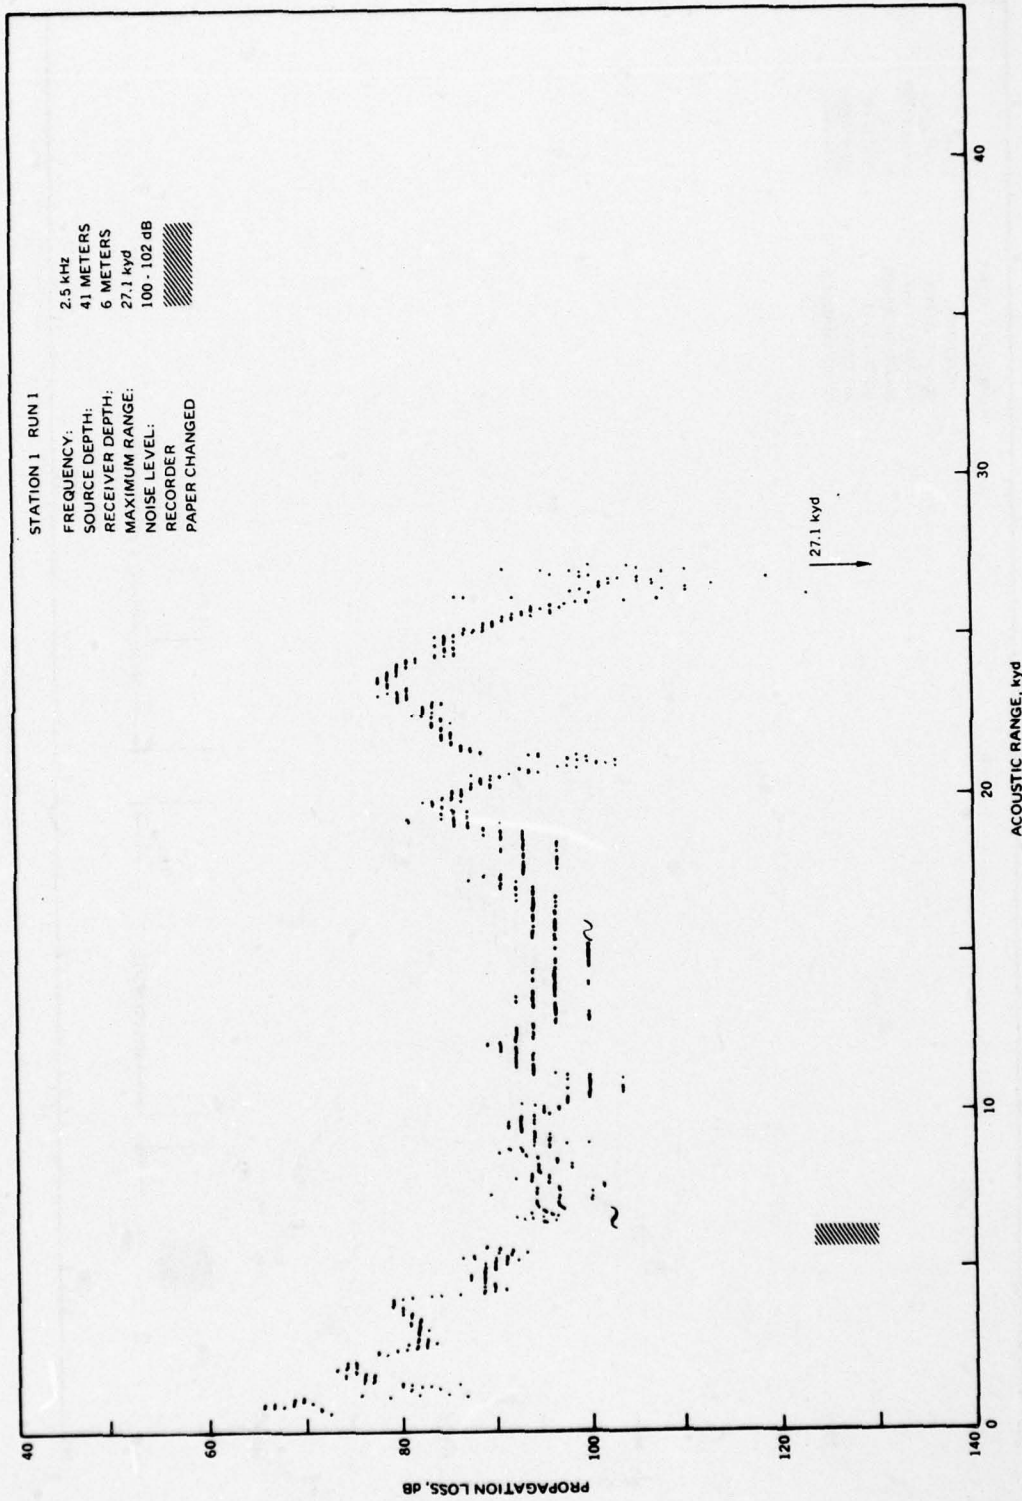 STATION 1 RUN 1
FREQUENCY: 2.5 kHz
SOURCE DEPTH: 41 METERS
RECEIVER DEPTH: 6 METERS
MAXIMUM RANGE: 27.1 kyd
NOISE LEVEL: 100 - 102 dB
RECORDER
PAPER CHANGED
40
60
80
100
120
140
PROPAGATION LOSS, dB
27.1 kyd
0
10
20
30
40
ACOUSTIC RANGE, kyd